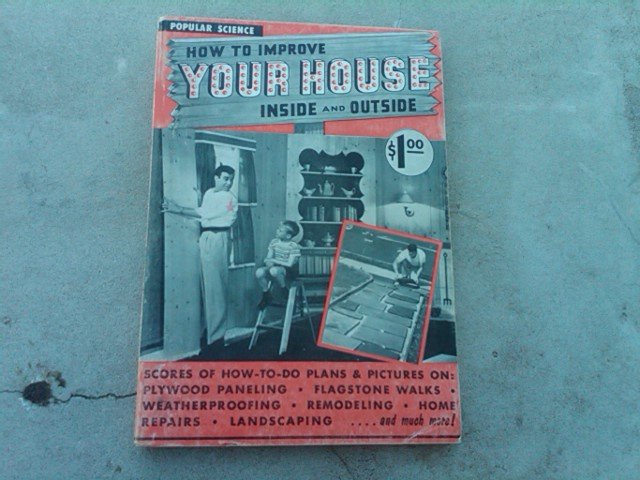 POPULAR SCIENCE
HOW TO IMPROVE
YOUR HOUSE
INSIDE AND OUTSIDE
$1.00
SCORES OF HOW-TO-DO PLANS & PICTURES ON:
PLYWOOD PANELING • FLAGSTONE WALKS •
WEATHERPROOFING • REMODELING • HOME
REPAIRS • LANDSCAPING ....and much more!